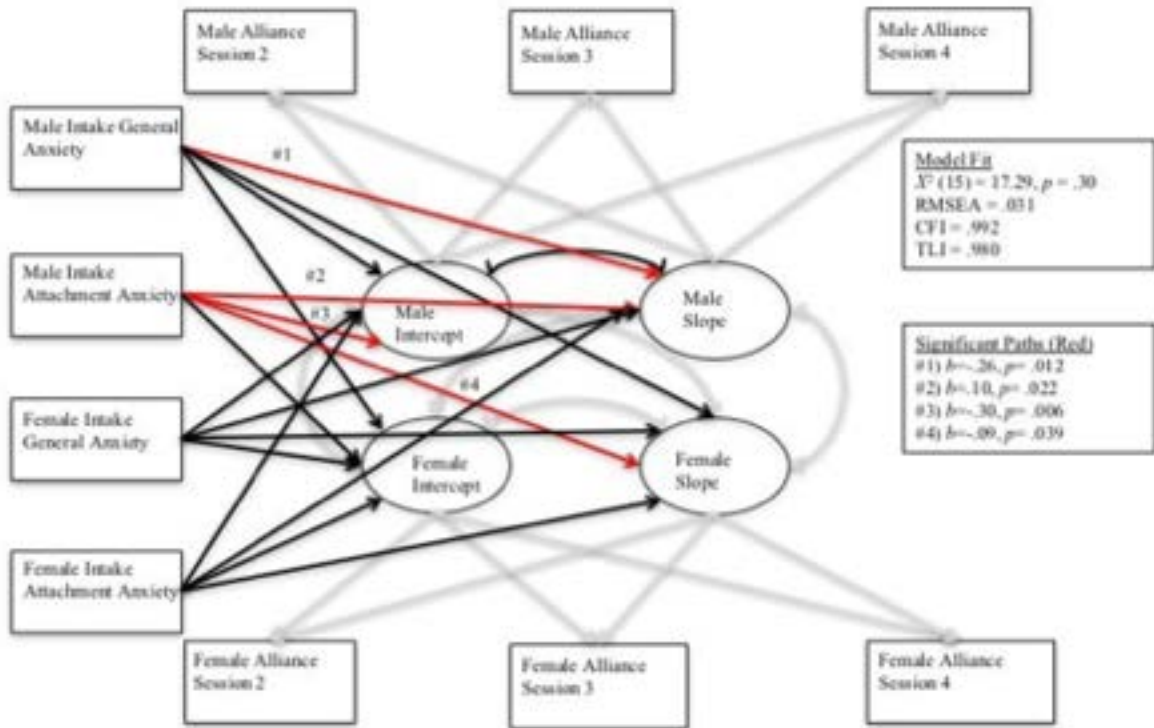 Male Alliance
Session 2
Male Alliance
Session 3
Male Alliance
Session 4
Male Intake General
Anxiety
#1
Model Fit
X² (15) = 17.29, p = .30
RMSEA = .031
CFI = .992
TLI = .980
Male Intake
Attachment Anxiety
#2
#3
Male
Intercept
Male
Slope
Significant Paths (Red)
#1) b=-.26, p= .012
#2) b=.10, p= .022
#3) b=-.30, p= .006
#4) b=-.09, p= .039
#4
Female Intake
General Anxiety
Female
Intercept
Female
Slope
Female Intake
Attachment Anxiety
Female Alliance
Session 2
Female Alliance
Session 3
Female Alliance
Session 4